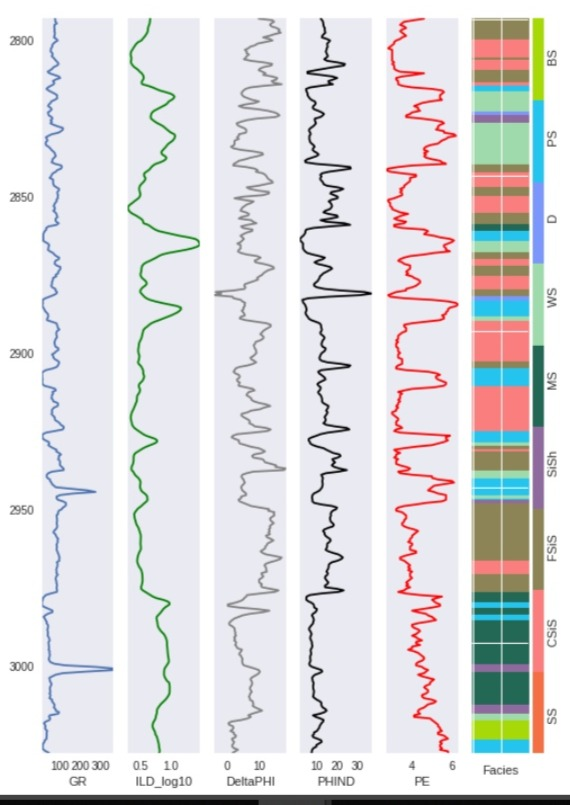 2800
2850
2900
2950
3000
100 200 300
0.5 1.0
0 10
10 20 30
4 6
GR
ILD_log10
DeltaPHI
PHIND
PE
Facies
BS
PS
D
WS
MS
SiSh
FSiS
CSiS
SS